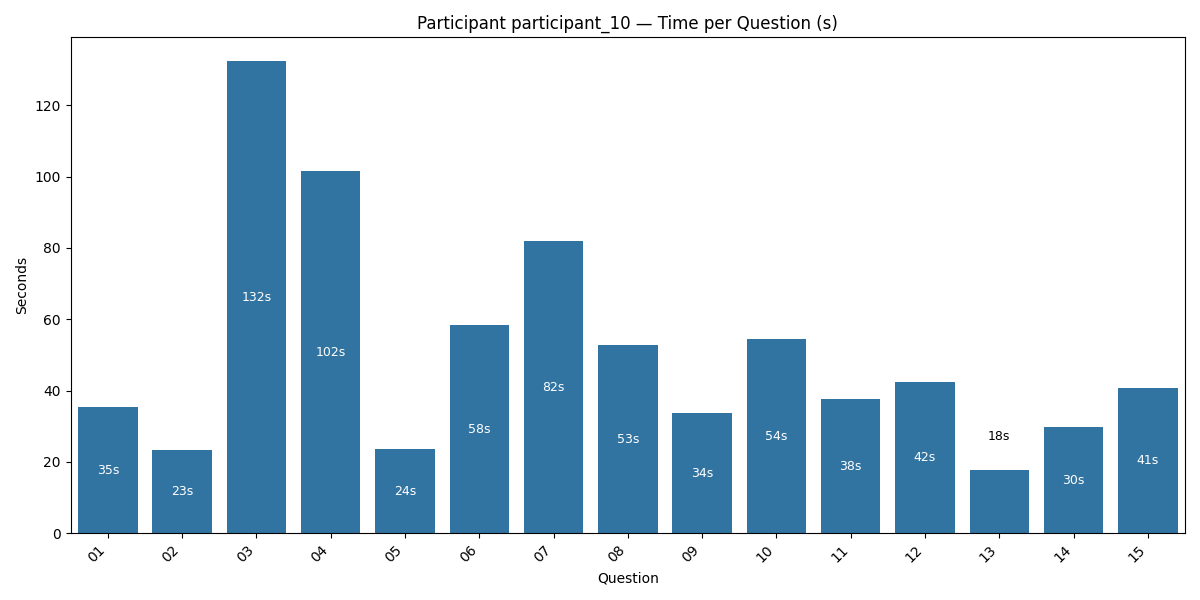 Participant participant_10 — Time per Question (s)
Seconds
120
100
80
60
40
20
0
35s
23s
132s
102s
24s
58s
82s
53s
34s
54s
38s
42s
18s
30s
41s
01
02
03
04
05
06
07
08
09
10
11
12
13
14
15
Question